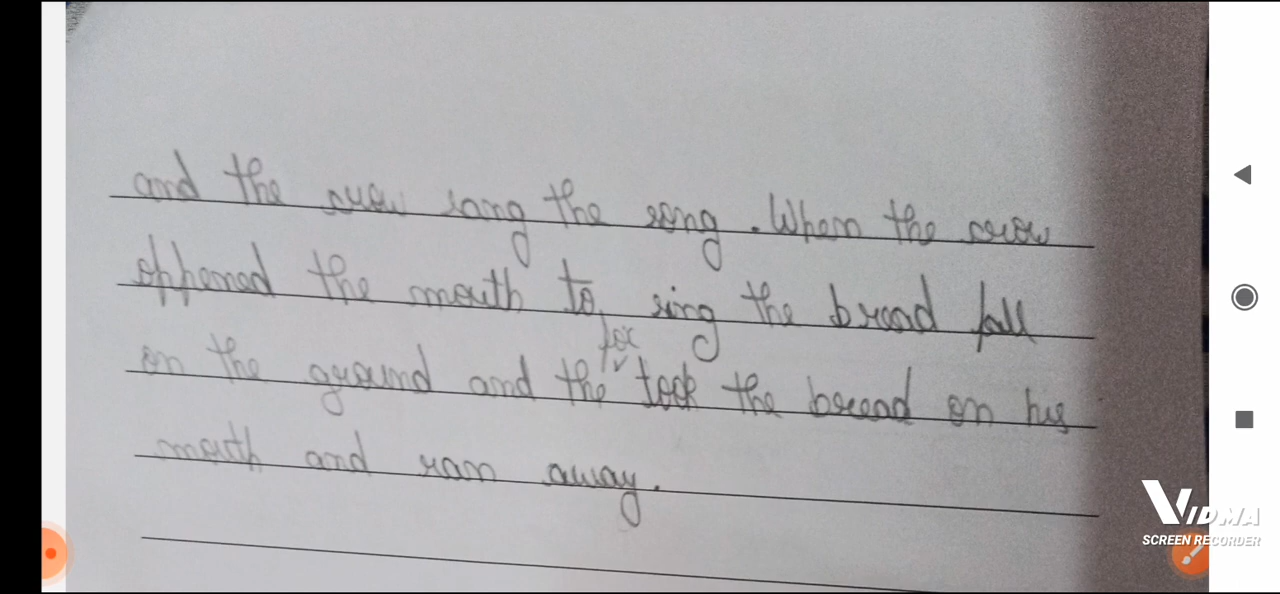 and the crow sang the song. When the crow
oppened the mouth to sing the bread fall
on the ground and the fox took the bread on his
mouth and ran away.
VIDMA
SCREEN RECORDER